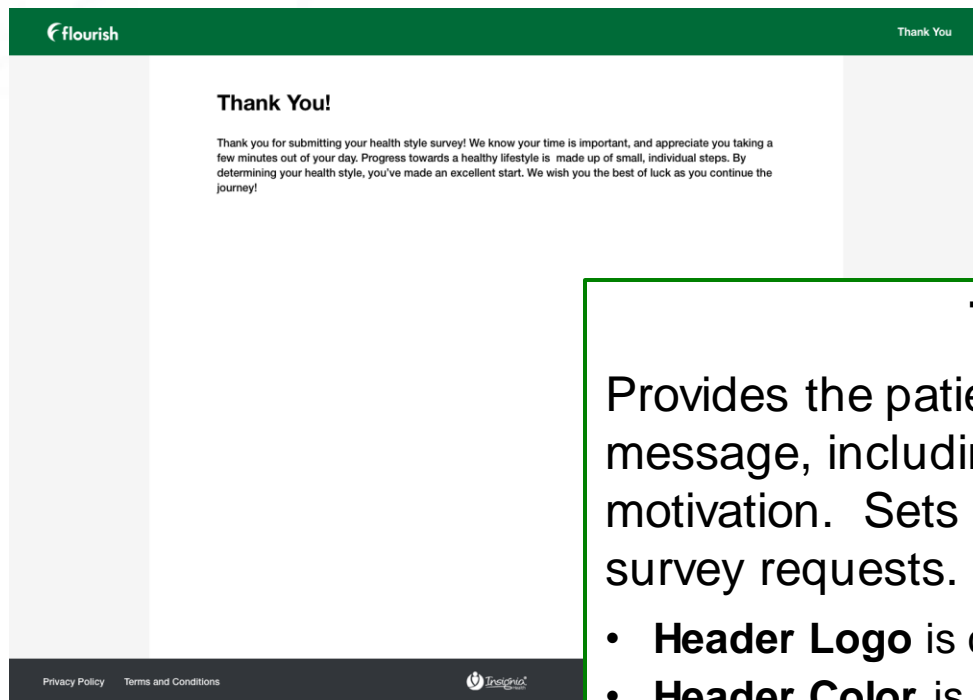 flourish
Thank You
Thank You!
Thank you for submitting your health style survey! We know your time is important, and appreciate you taking a
few minutes out of your day. Progress towards a healthy lifestyle is made up of small, individual steps. By
determining your health style, you've made an excellent start. We wish you the best of luck as you continue the
journey!
Provides the
message,
motivation. Sets
survey requests.
• Header Logo is
• Header Color is
Privacy Policy Terms and Conditions
Insignia